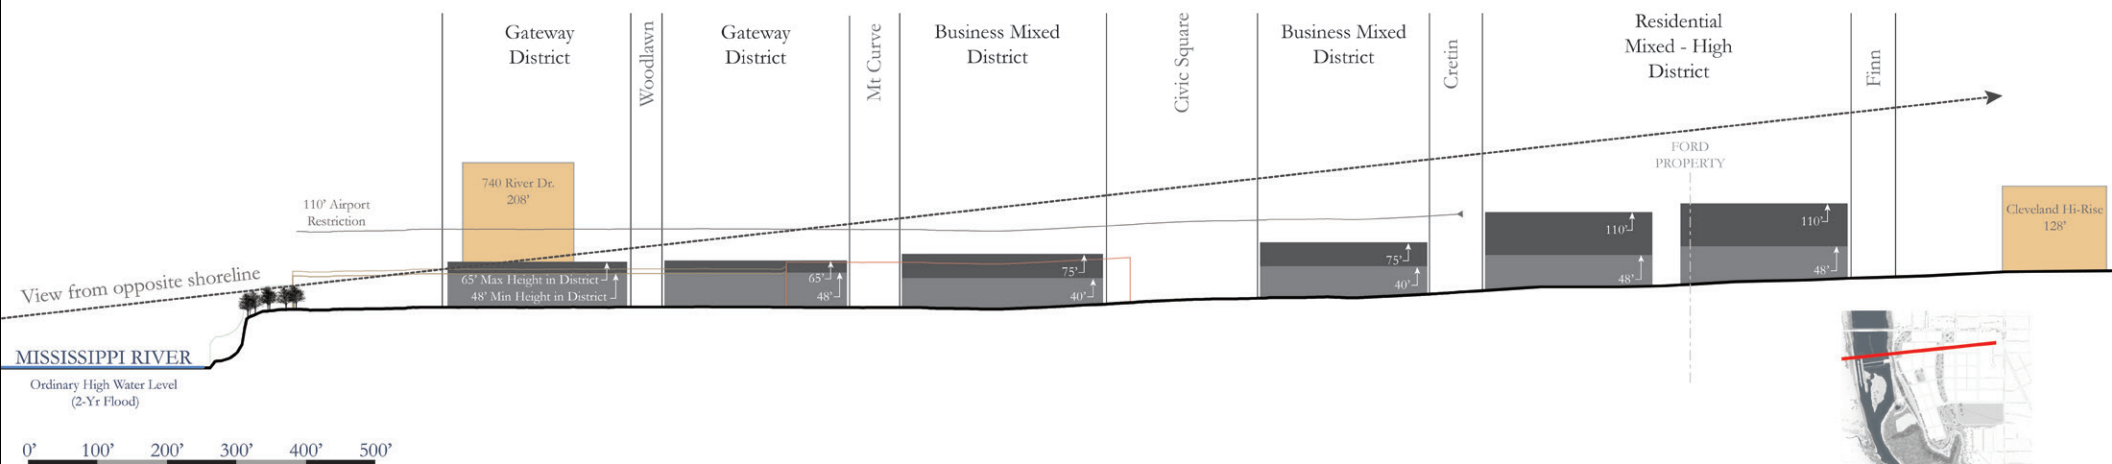 Gateway
District
Woodlawn
Gateway
District
Mt Curve
Business Mixed
District
Civic Square
Business Mixed
District
Cretin
Residential
Mixed - High
District
Finn
FORD
PROPERTY
740 River Dr.
208'
110' Airport
Restriction
Cleveland Hi-Rise
128'
View from opposite shoreline
65' Max Height in District
48' Min Height in District
65'
48'
75'
40'
75'
40'
110'
48'
110'
48'
MISSISSIPPI RIVER
Ordinary High Water Level
(2-Yr Flood)
0' 100' 200' 300' 400' 500'